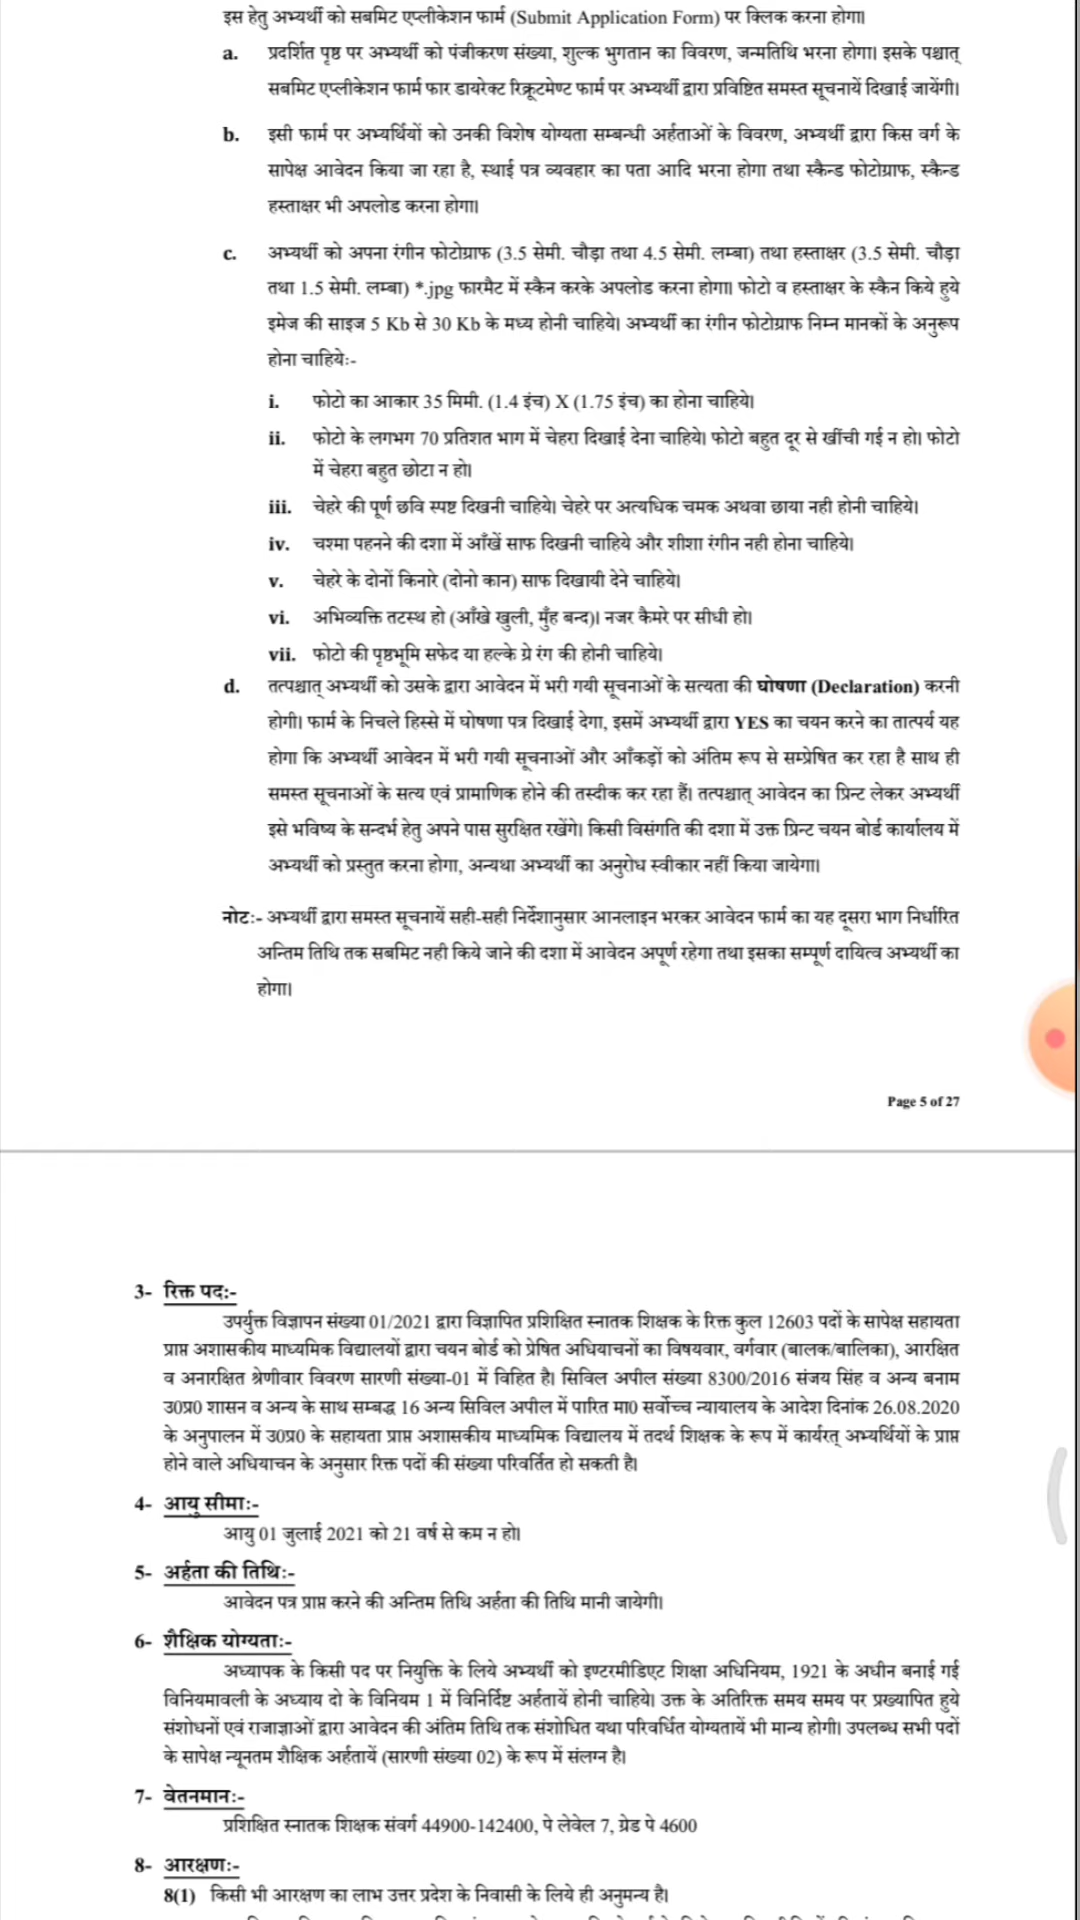 इस हेतु अभ्यर्थी को सबमिट एप्लीकेशन फार्म (Submit Application Form) पर क्लिक करना होगा।
a. प्रदर्शित पृष्ठ पर अभ्यर्थी को पंजीकरण संख्या, शुल्क भुगतान का विवरण, जन्मतिथि भरना होगा। इसके पश्चात्
सबमिट एप्लीकेशन फार्म फार डायरेक्ट रिक्रूटमेण्ट फार्म पर अभ्यर्थी द्वारा प्रविष्टित समस्त सूचनायें दिखाई जायेंगी।
b. इसी फार्म पर अभ्यर्थियों को उनकी विशेष योग्यता सम्बन्धी अर्हताओं के विवरण, अभ्यर्थी द्वारा किस वर्ग के
सापेक्ष आवेदन किया जा रहा है, स्थाई पत्र व्यवहार का पता आदि भरना होगा तथा स्कैन्ड फोटोग्राफ, स्कैन्ड
हस्ताक्षर भी अपलोड करना होगा।
c. अभ्यर्थी को अपना रंगीन फोटोग्राफ (3.5 सेमी. चौड़ा तथा 4.5 सेमी. लम्बा) तथा हस्ताक्षर (3.5 सेमी. चौड़ा
तथा 1.5 सेमी. लम्बा) *.jpg फारमैट में स्कैन करके अपलोड करना होगा। फोटो व हस्ताक्षर के स्कैन किये हुये
इमेज की साइज 5 Kb से 30 Kb के मध्य होनी चाहिये। अभ्यर्थी का रंगीन फोटोग्राफ निम्न मानकों के अनुरूप
होना चाहिये:-
i. फोटो का आकार 35 मिमी. (1.4 इंच) X (1.75 इंच) का होना चाहिये।
ii. फोटो के लगभग 70 प्रतिशत भाग में चेहरा दिखाई देना चाहिये। फोटो बहुत दूर से खींची गई न हो। फोटो
में चेहरा बहुत छोटा न हो।
iii. चेहरे की पूर्ण छवि स्पष्ट दिखनी चाहिये। चेहरे पर अत्यधिक चमक अथवा छाया नही होनी चाहिये।
iv. चश्मा पहनने की दशा में आँखें साफ दिखनी चाहिये और शीशा रंगीन नही होना चाहिये।
v. चेहरे के दोनों किनारे (दोनो कान) साफ दिखायी देने चाहिये।
vi. अभिव्यक्ति तटस्थ हो (आँखे खुली, मुँह बन्द)। नजर कैमरे पर सीधी हो।
vii. फोटो की पृष्ठभूमि सफेद या हल्के ग्रे रंग की होनी चाहिये।
d. तत्पश्चात् अभ्यर्थी को उसके द्वारा आवेदन में भरी गयी सूचनाओं के सत्यता की घोषणा (Declaration) करनी
होगी। फार्म के निचले हिस्से में घोषणा पत्र दिखाई देगा, इसमें अभ्यर्थी द्वारा YES का चयन करने का तात्पर्य यह
होगा कि अभ्यर्थी आवेदन में भरी गयी सूचनाओं और आँकड़ों को अंतिम रूप से सम्प्रेषित कर रहा है साथ ही
समस्त सूचनाओं के सत्य एवं प्रामाणिक होने की तस्दीक कर रहा हैं। तत्पश्चात् आवेदन का प्रिन्ट लेकर अभ्यर्थी
इसे भविष्य के सन्दर्भ हेतु अपने पास सुरक्षित रखेंगे। किसी विसंगति की दशा में उक्त प्रिन्ट चयन बोर्ड कार्यालय में
अभ्यर्थी को प्रस्तुत करना होगा, अन्यथा अभ्यर्थी का अनुरोध स्वीकार नहीं किया जायेगा।
नोट:- अभ्यर्थी द्वारा समस्त सूचनायें सही-सही निर्देशानुसार आनलाइन भरकर आवेदन फार्म का यह दूसरा भाग निर्धारित
अन्तिम तिथि तक सबमिट नही किये जाने की दशा में आवेदन अपूर्ण रहेगा तथा इसका सम्पूर्ण दायित्व अभ्यर्थी का
होगा।
Page 5 of 27
3- रिक्त पद:-
उपर्युक्त विज्ञापन संख्या 01/2021 द्वारा विज्ञापित प्रशिक्षित स्नातक शिक्षक के रिक्त कुल 12603 पदों के सापेक्ष सहायता
प्राप्त अशासकीय माध्यमिक विद्यालयों द्वारा चयन बोर्ड को प्रेषित अधियाचनों का विषयवार, वर्गवार (बालक/बालिका), आरक्षित
व अनारक्षित श्रेणीवार विवरण सारणी संख्या-01 में विहित है। सिविल अपील संख्या 8300/2016 संजय सिंह व अन्य बनाम
उ0प्र0 शासन व अन्य के साथ सम्बद्ध 16 अन्य सिविल अपील में पारित मा0 सर्वोच्च न्यायालय के आदेश दिनांक 26.08.2020
के अनुपालन में उ0प्र0 के सहायता प्राप्त अशासकीय माध्यमिक विद्यालय में तदर्थ शिक्षक के रूप में कार्यरत् अभ्यर्थियों के प्राप्त
होने वाले अधियाचन के अनुसार रिक्त पदों की संख्या परिवर्तित हो सकती है।
4- आयु सीमा:-
आयु 01 जुलाई 2021 को 21 वर्ष से कम न हो।
5- अर्हता की तिथि:-
आवेदन पत्र प्राप्त करने की अन्तिम तिथि अर्हता की तिथि मानी जायेगी।
6- शैक्षिक योग्यता:-
अध्यापक के किसी पद पर नियुक्ति के लिये अभ्यर्थी को इण्टरमीडिएट शिक्षा अधिनियम, 1921 के अधीन बनाई गई
विनियमावली के अध्याय दो के विनियम 1 में विनिर्दिष्ट अर्हतायें होनी चाहिये। उक्त के अतिरिक्त समय समय पर प्रख्यापित हुये
संशोधनों एवं राजाज्ञाओं द्वारा आवेदन की अंतिम तिथि तक संशोधित यथा परिवर्धित योग्यतायें भी मान्य होगी। उपलब्ध सभी पदों
के सापेक्ष न्यूनतम शैक्षिक अर्हतायें (सारणी संख्या 02) के रूप में संलग्न है।
7- वेतनमान:-
प्रशिक्षित स्नातक शिक्षक संवर्ग 44900-142400, पे लेवेल 7, ग्रेड पे 4600
8- आरक्षण:-
8(1) किसी भी आरक्षण का लाभ उत्तर प्रदेश के निवासी के लिये ही अनुमन्य है।